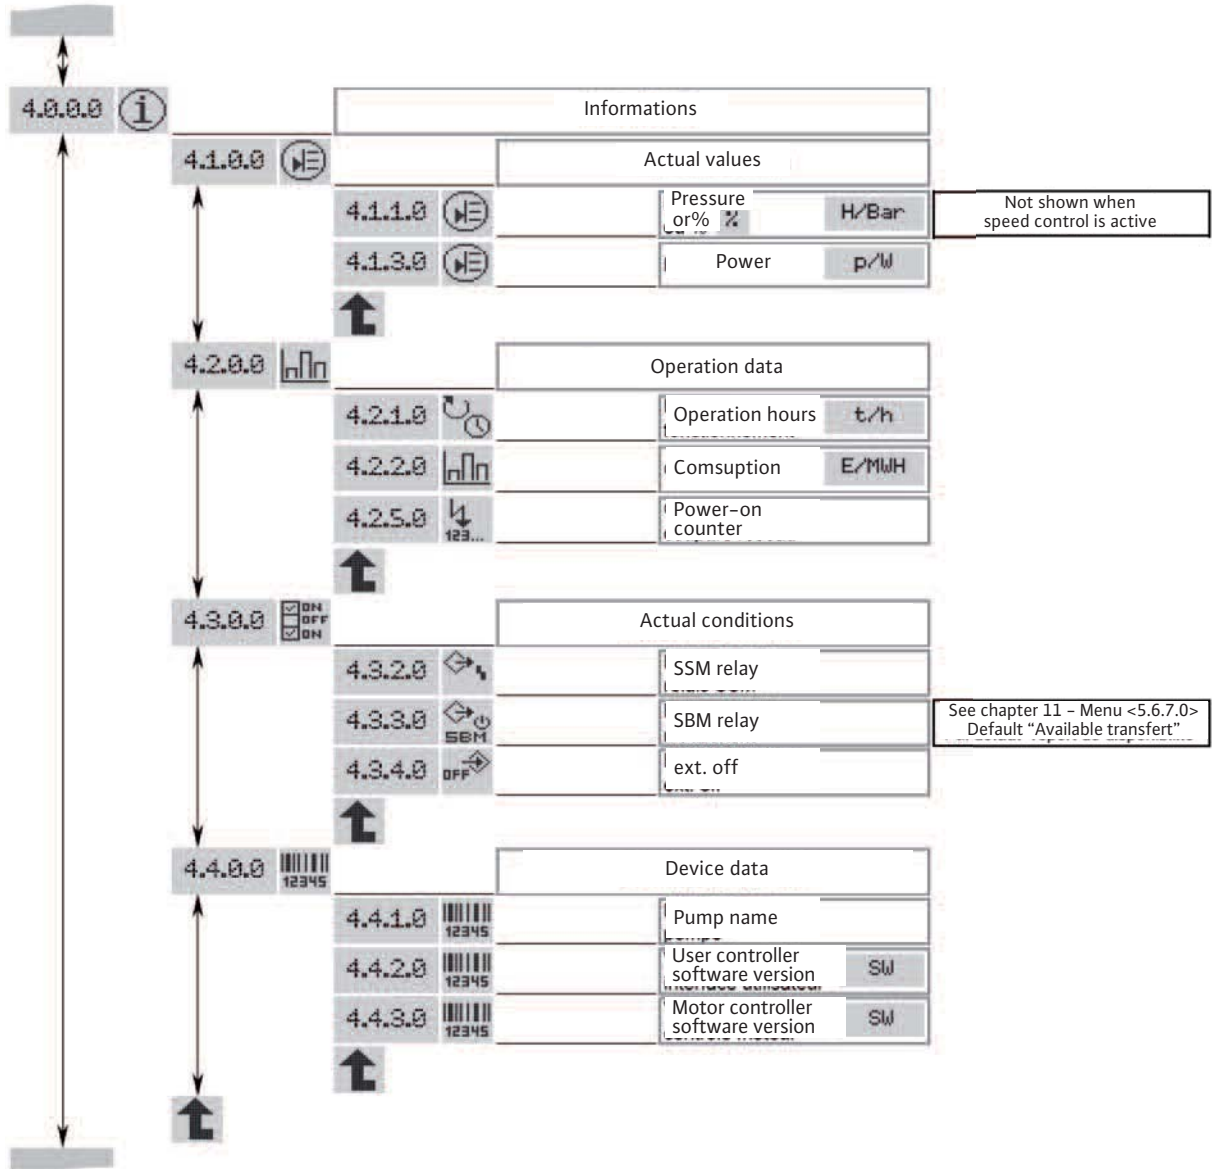 4.0.0.0 i Informations
4.1.0.0 Actual values
4.1.1.0 Pressure
or% % H/Bar
Not shown when
speed control is active
4.1.3.0 Power p/W
4.2.0.0 Operation data
4.2.1.0 Operation hours t/h
4.2.2.0 Comsuption E/MWH
4.2.5.0 123... Power-on
counter
4.3.0.0 ON
OFF
ON
Actual conditions
4.3.2.0 SSM relay
4.3.3.0 SBM SBM relay
See chapter 11 – Menu <5.6.7.0>
Default “Available transfert”
4.3.4.0 OFF ext. off
4.4.0.0 12345 Device data
4.4.1.0 12345 Pump name
4.4.2.0 12345 User controller
software version SW
4.4.3.0 12345 Motor controller
software version SW